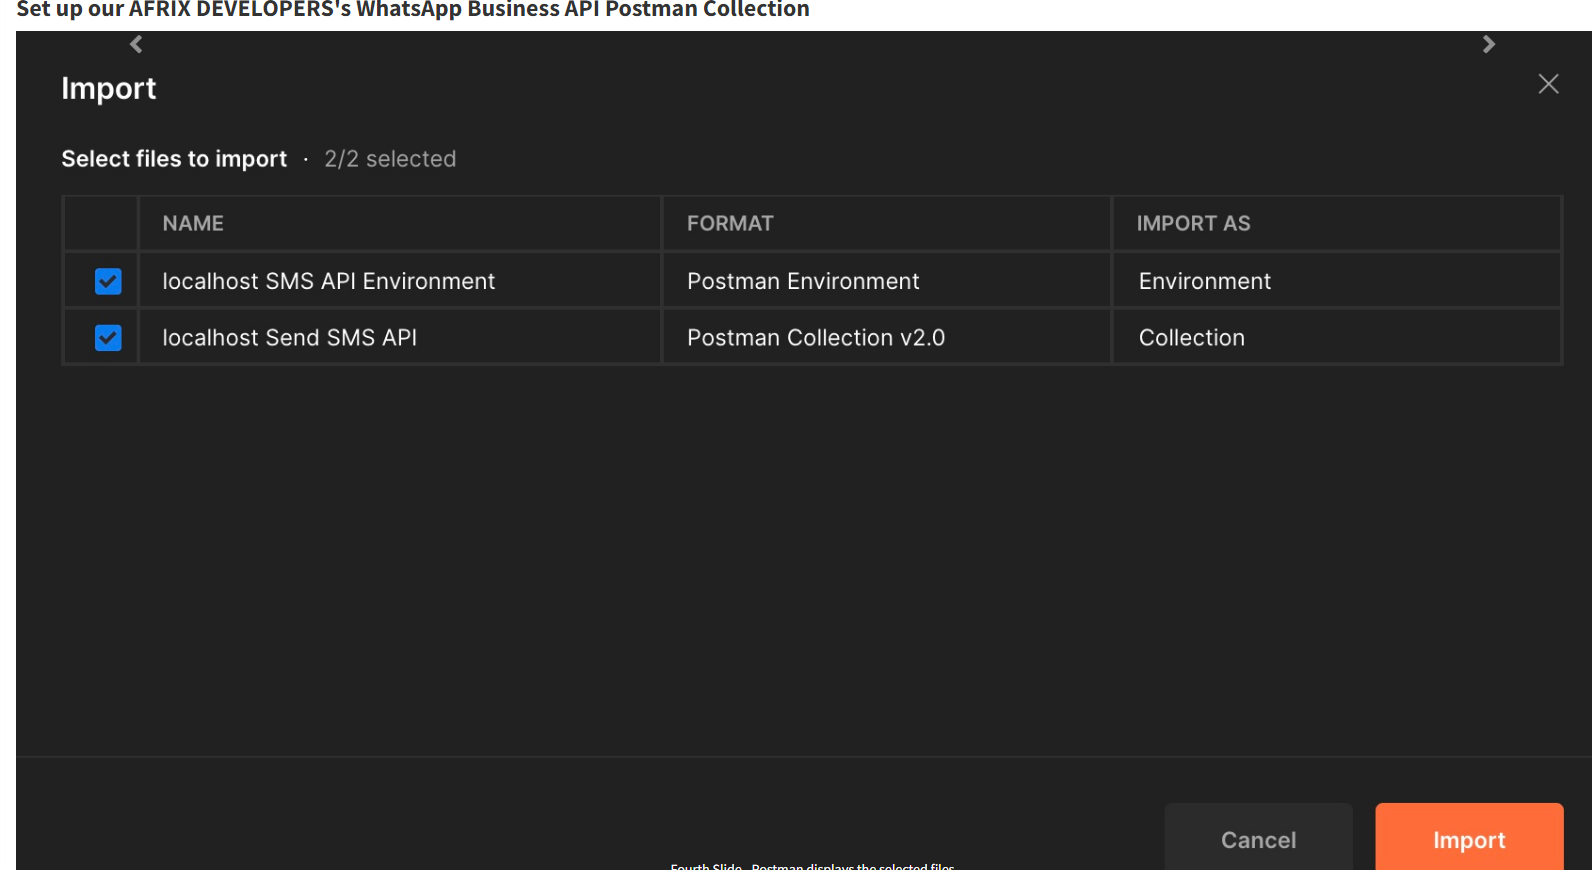 Set up our AFRIX DEVELOPERS's WhatsApp Business API Postman Collection
Import
Select files to import · 2/2 selected
NAME FORMAT IMPORT AS
localhost SMS API Environment Postman Environment Environment
localhost Send SMS API Postman Collection v2.0 Collection
Cancel Import
Fourth Slide - Postman displays the selected files